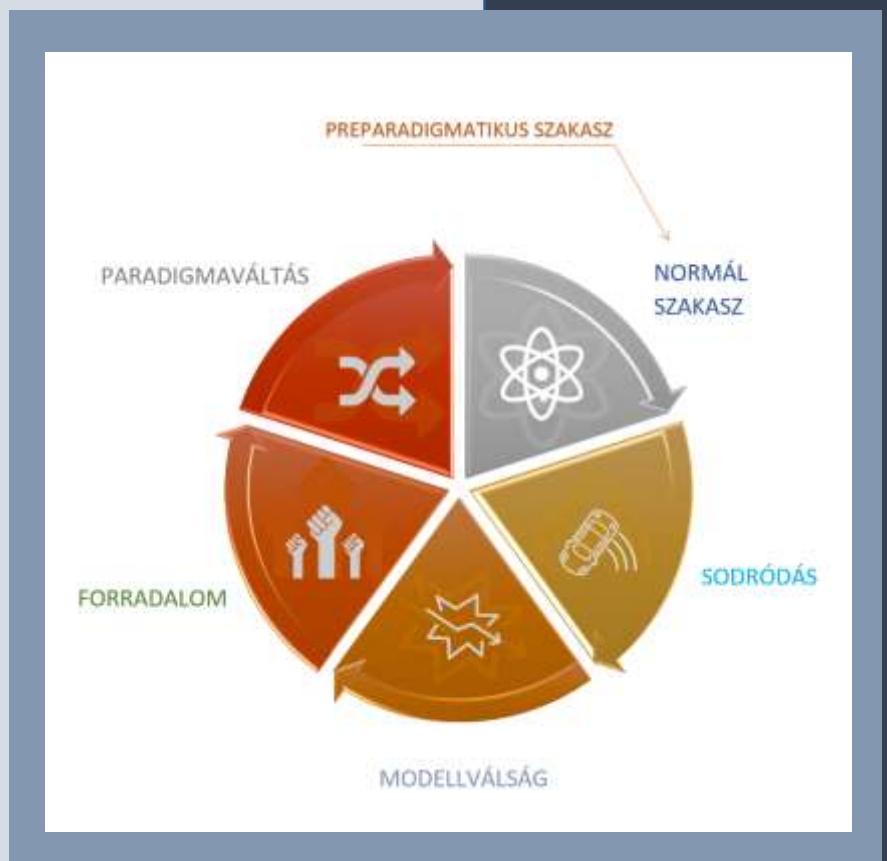 PREPARADIGMATIKUS SZAKASZ
PARADIGMAVÁLTÁS
NORMÁL
SZAKASZ
SODRÓDÁS
FORRADALOM
MODELLVÁLSÁG